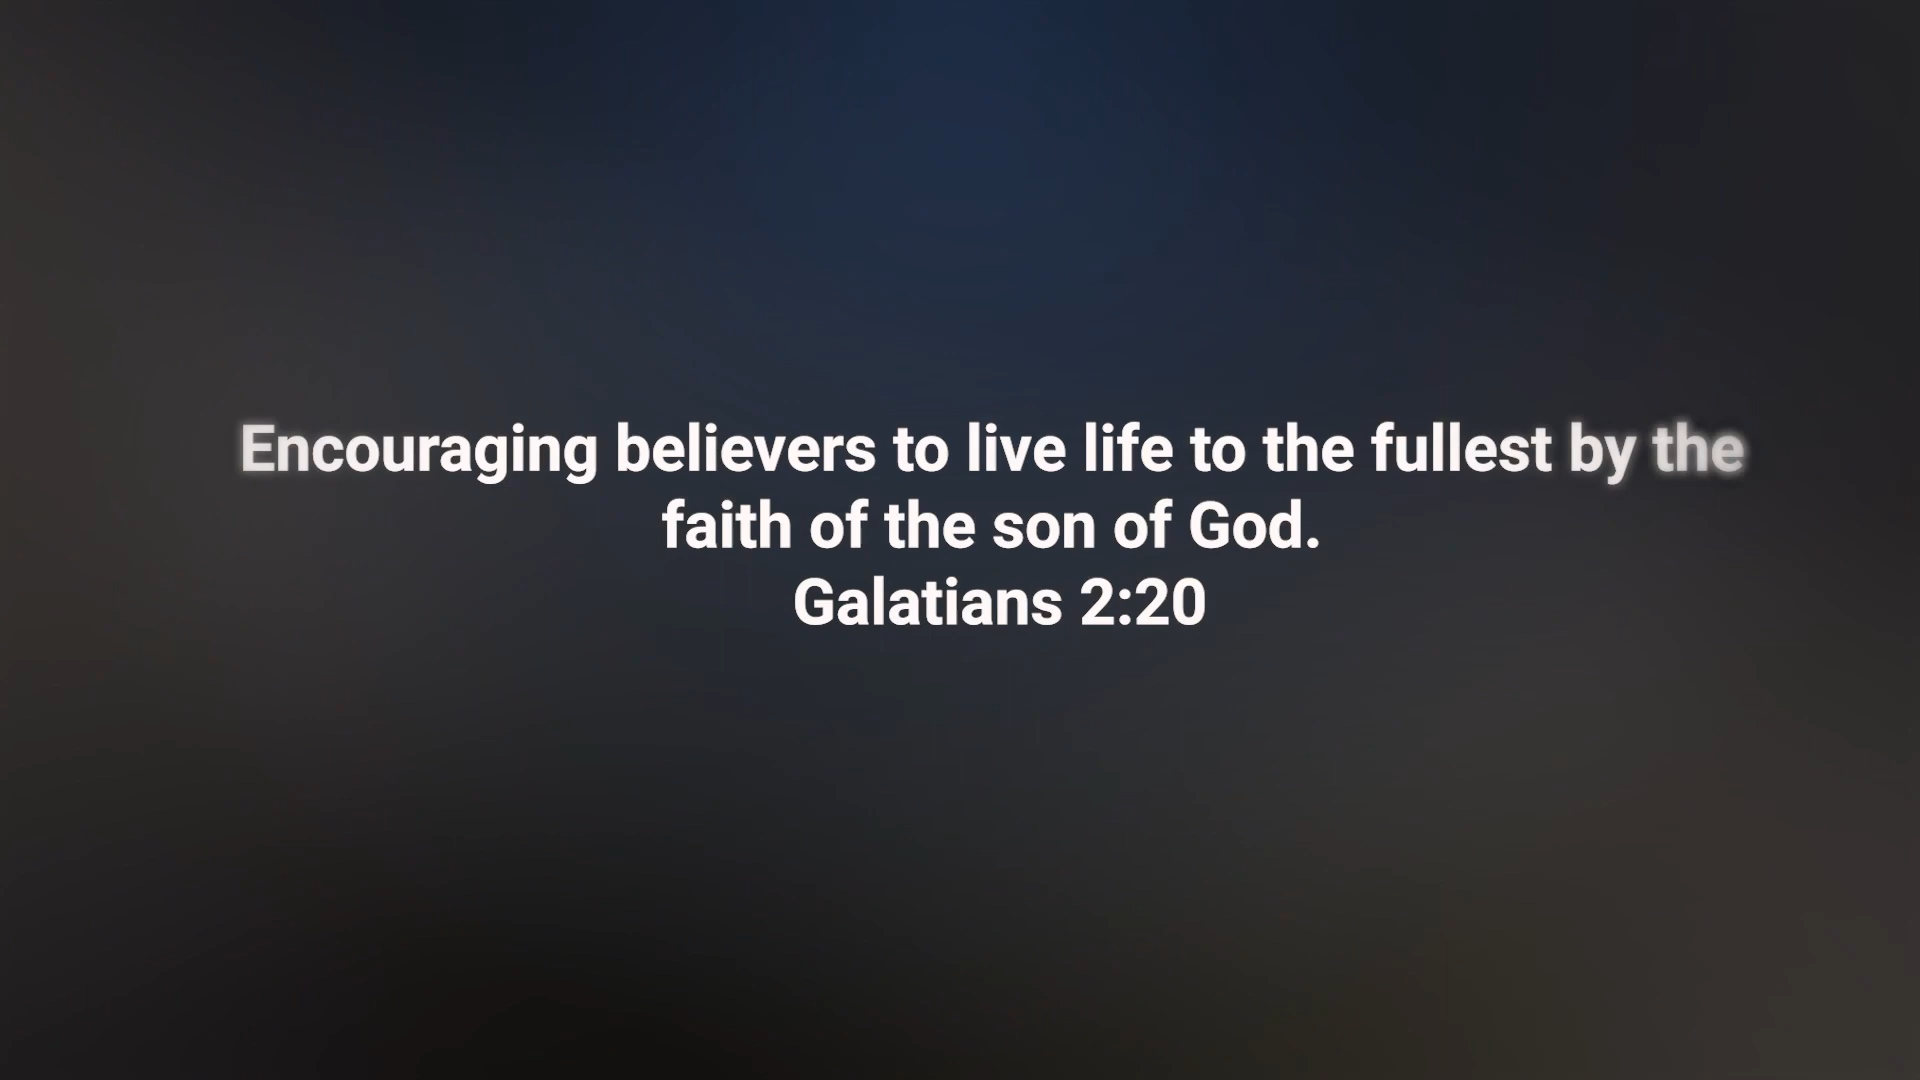 Encouraging believers to live life to the fullest by the
faith of the son of God.
Galatians 2:20